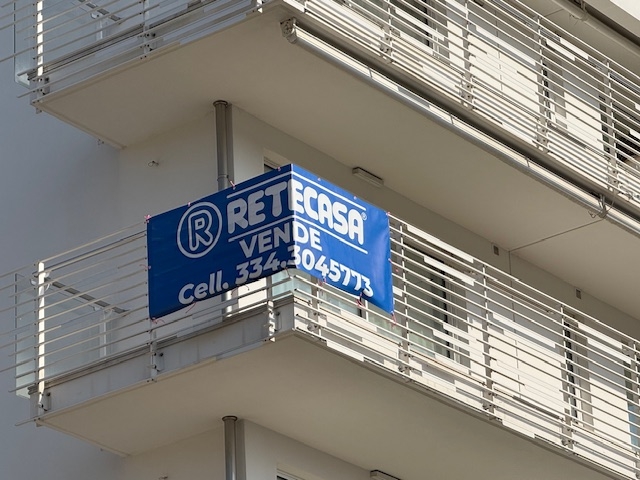 ® RETECASA®
VENDE
Cell. 334.3045773